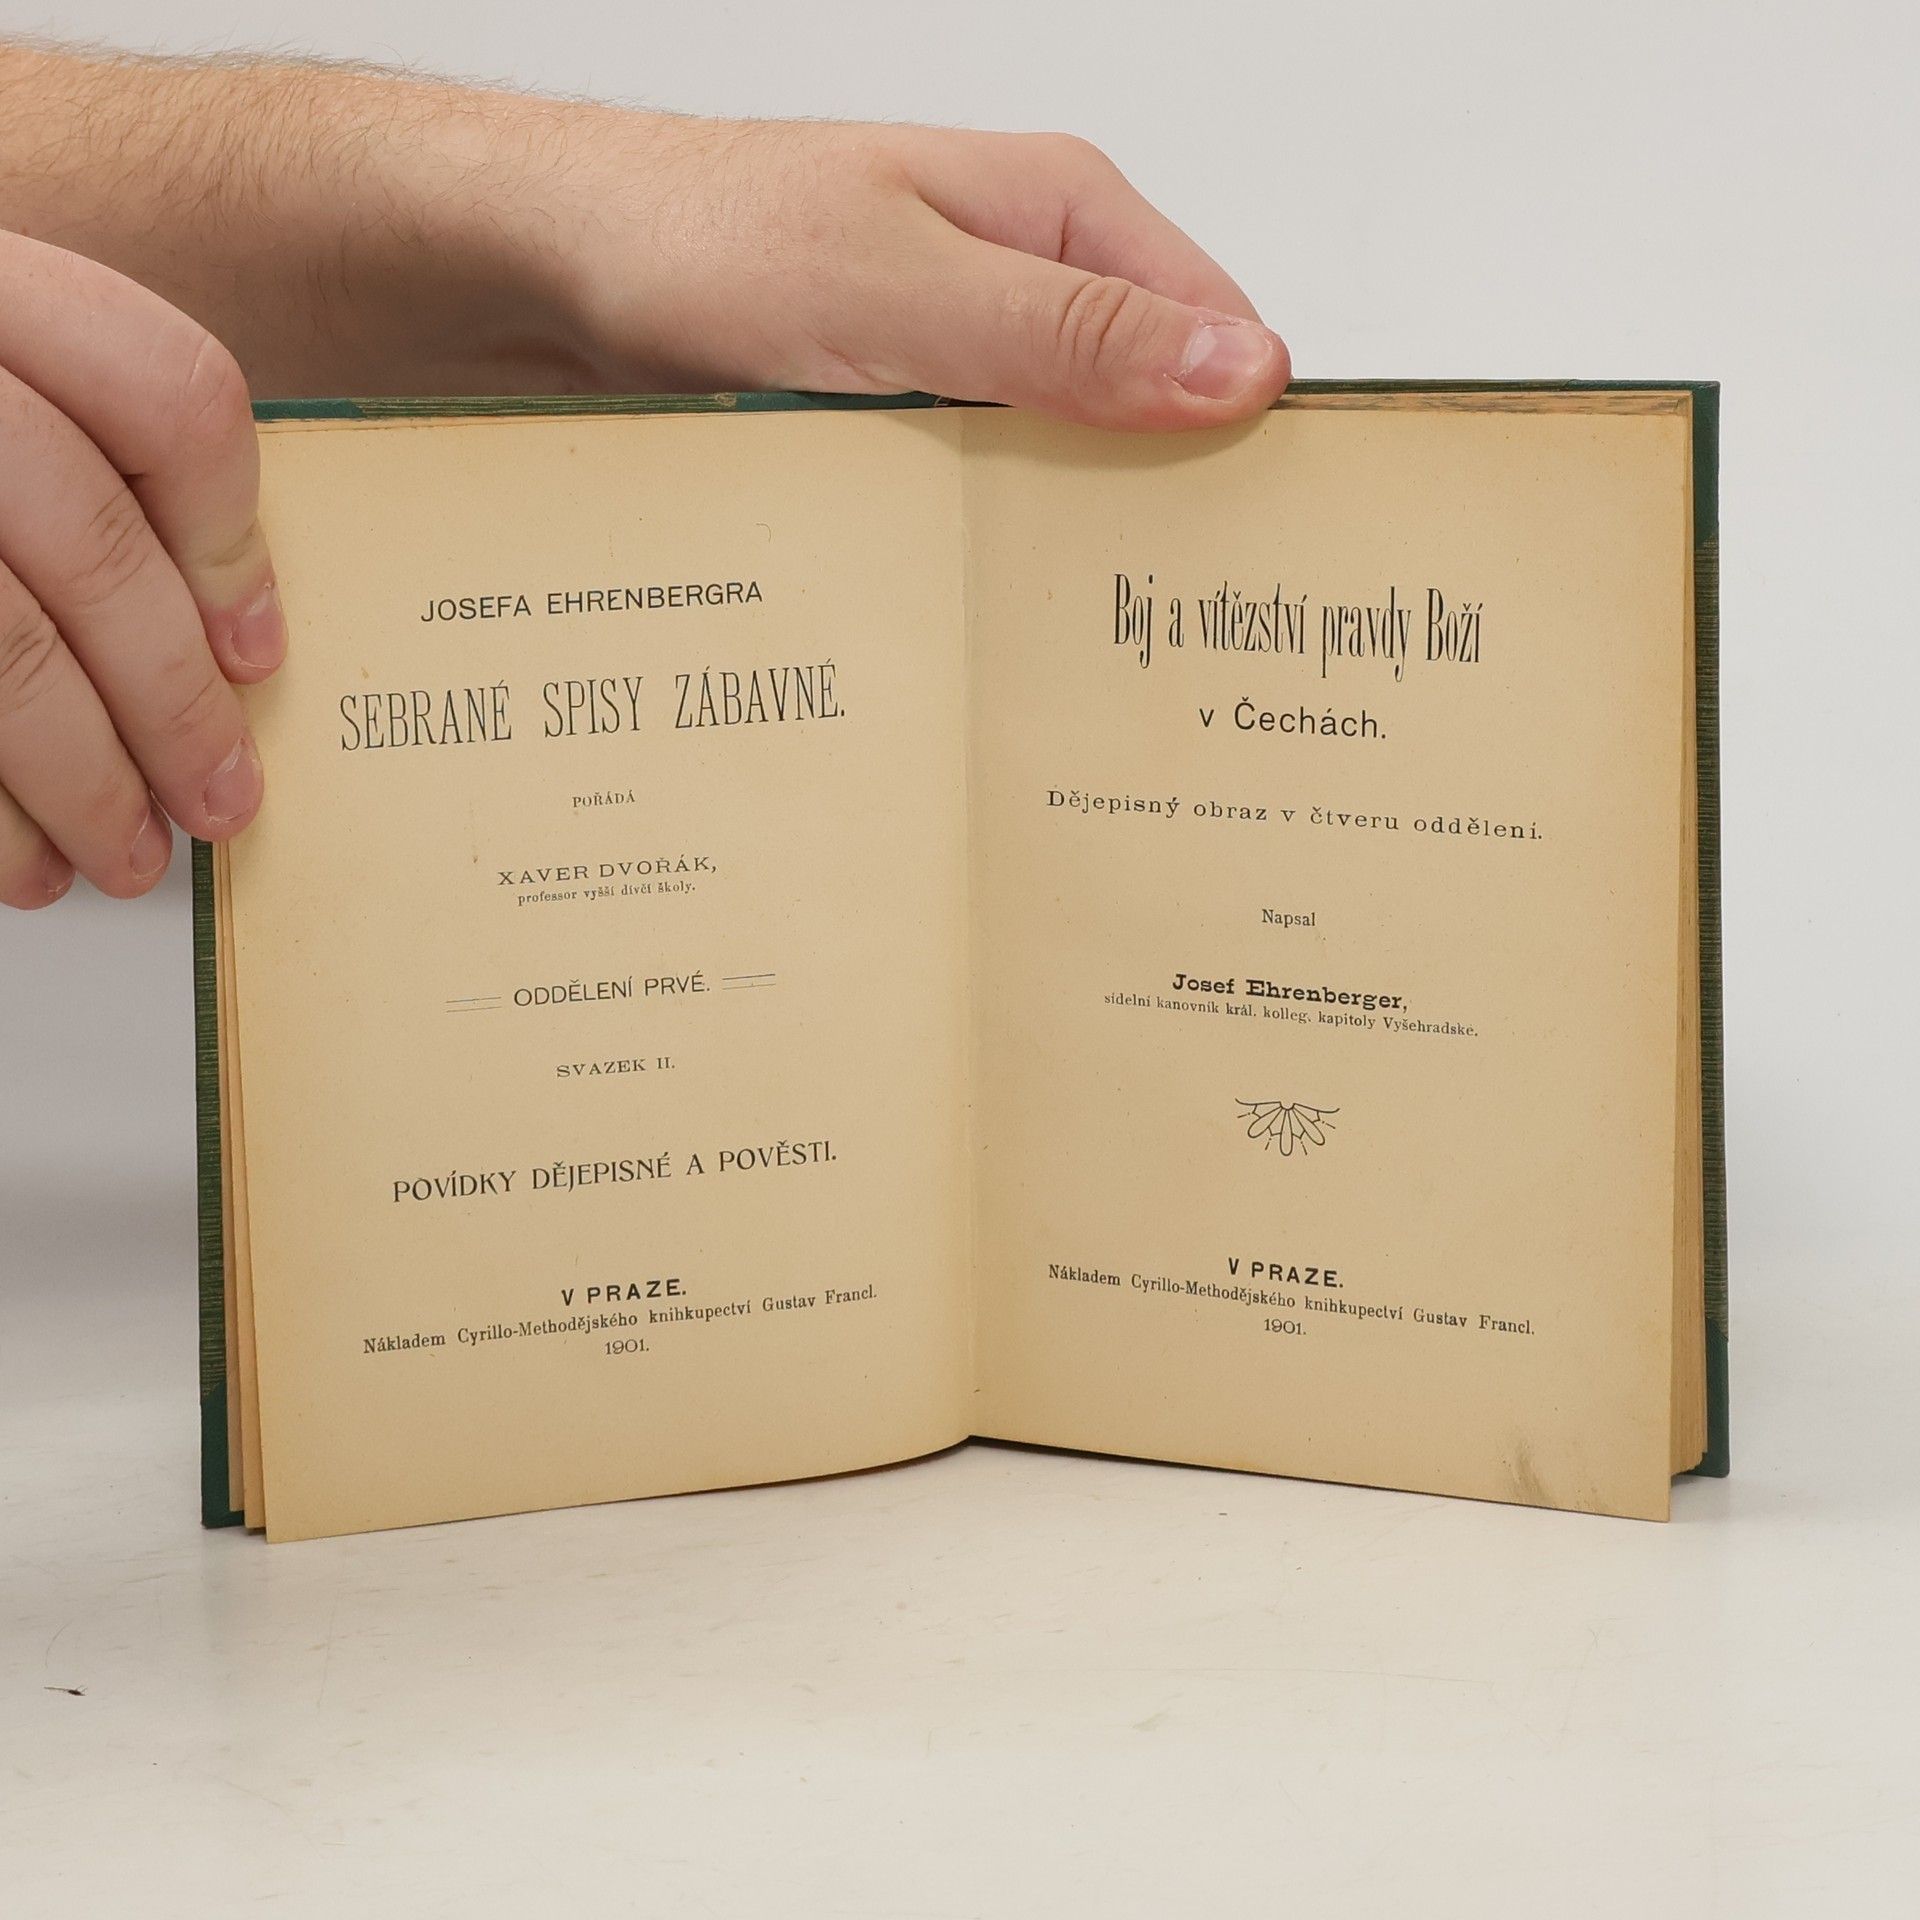 JOSEFA EHRENBERGRA
SEBRANÉ SPISY ZÁBAVNÉ.
POŘÁDÁ
XAVER DVOŘÁK,
professor vyšší dívčí školy.
ODDĚLENÍ PRVÉ.
SVAZEK II.
POVÍDKY DĚJEPISNÉ A POVĚSTI.
V PRAZE.
Nákladem Cyrillo-Methodějského knihkupectví Gustav Francl.
1901.
Boj a vítězství pravdy Boží
v Čechách.
Dějepisný obraz v čtveru oddělení.
Napsal
Josef Ehrenberger,
sídelní kanovník král. kolleg. kapitoly Vyšehradské.
V PRAZE.
Nákladem Cyrillo-Methodějského knihkupectví Gustav Francl.
1901.